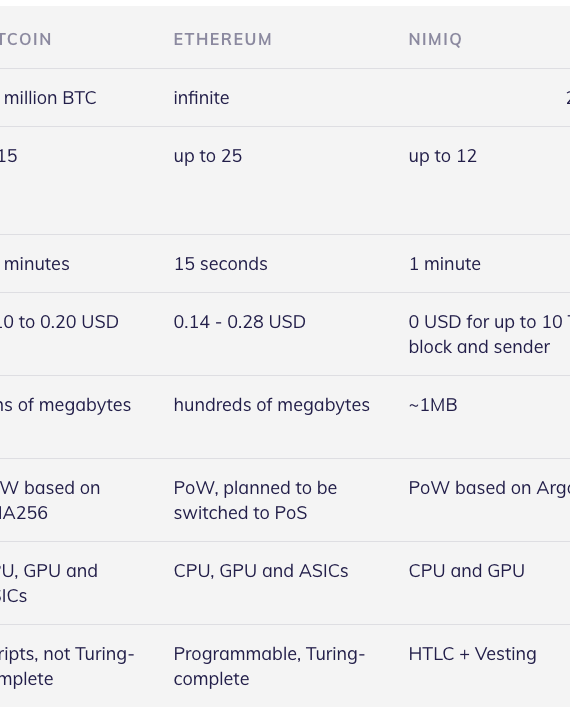 TCOIN ETHEREUM NIMIQ
million BTC infinite
15 up to 25 up to 12
minutes 15 seconds 1 minute
10 to 0.20 USD 0.14 - 0.28 USD 0 USD for up to 10
block and sender
ns of megabytes hundreds of megabytes ~1MB
W based on PoW, planned to be PoW based on Arg
IA256 switched to PoS
U, GPU and CPU, GPU and ASICs CPU and GPU
ICs
ripts, not Turing- Programmable, Turing- HTLC + Vesting
mplete complete